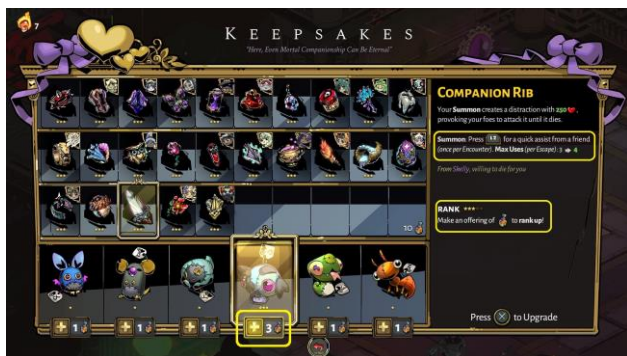 7
KEEPSAKES
"Here, Even Mortal Companionship Can Be Eternal"
COMPANION RIB
Your Summon creates a distraction with 250,
provoking your foes to attack it until it dies.
Summon: Press for a quick assist from a friend
(once per Encounter). Max Uses (per Escape): 3 ➜ 4
From Skelly, willing to die for you
RANK
Make an offering of to rank up!
10
+ 1
+ 1
+ 1
+ 3
+ 1
+ 1
Press X to Upgrade